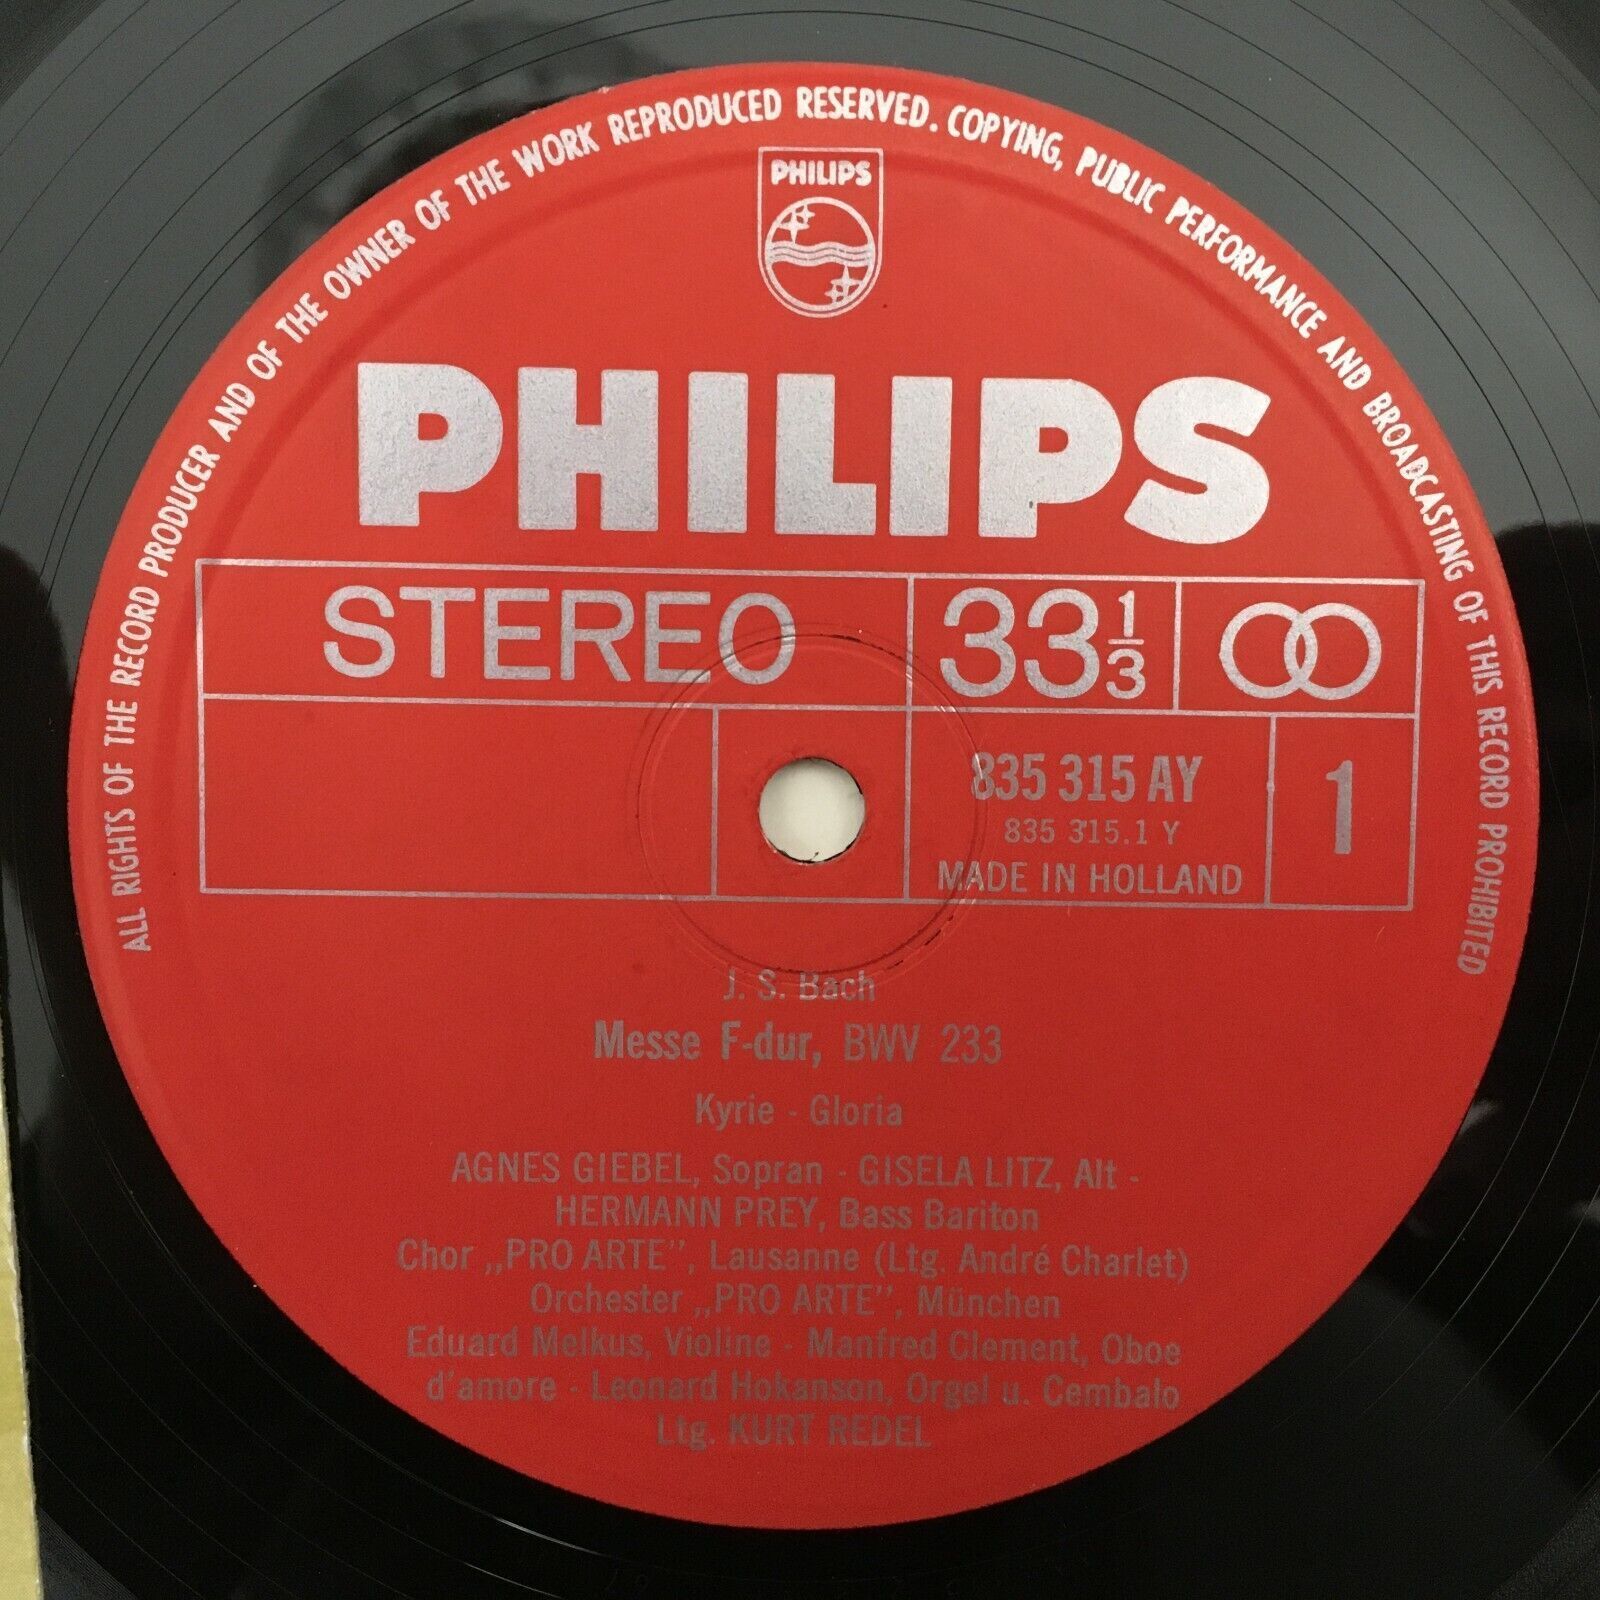 ALL RIGHTS OF THE RECORD PRODUCER AND OF THE OWNER OF THE WORK REPRODUCED RESERVED. COPYING, PUBLIC PERFORMANCE AND BROADCASTING OF THIS RECORD PROHIBITED
PHILIPS
PHILIPS
STEREO 33 1/3
835 315 AY 1
835 315.1 Y
MADE IN HOLLAND
J. S. Bach
Messe F-dur, BWV 233
Kyrie - Gloria
AGNES GIEBEL, Sopran - GISELA LITZ, Alt -
HERMANN PREY, Bass Bariton
Chor „PRO ARTE”, Lausanne (Ltg. André Charlet)
Orchester „PRO ARTE”, München
Eduard Melkus, Violine - Manfred Clement, Oboe
d'amore - Leonard Hokanson, Orgel u. Cembalo
Ltg. KURT REDEL